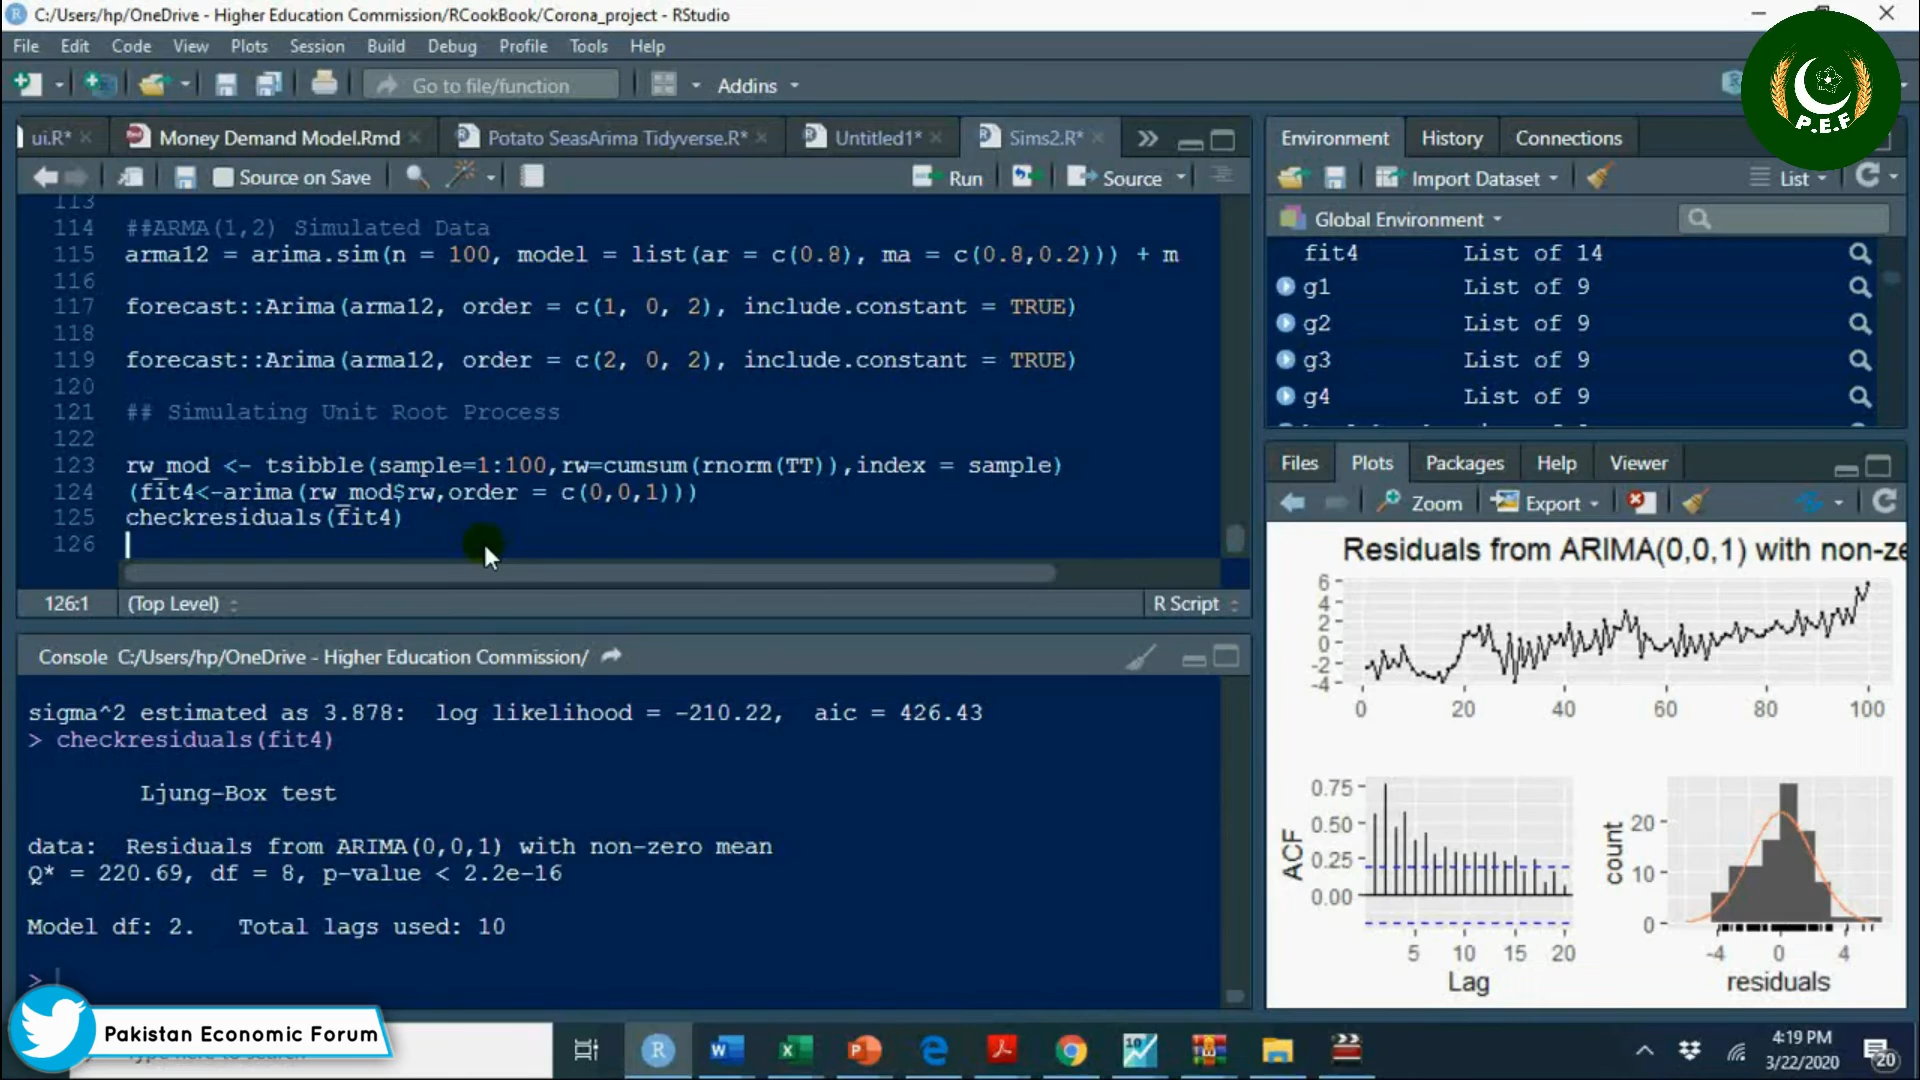 C:/Users/hp/OneDrive - Higher Education Commission/RCookBook/Corona_project - RStudio
File Edit Code View Plots Session Build Debug Profile Tools Help
Go to file/function Addins
P.E.F
ui.R* Money Demand Model.Rmd Potato SeasArima Tidyverse.R* Untitled1* Sims2.R*
Source on Save Run Source
113
114 ##ARMA(1,2) Simulated Data
115 arma12 = arima.sim(n = 100, model = list(ar = c(0.8), ma = c(0.8,0.2))) + m
116
117 forecast::Arima(arma12, order = c(1, 0, 2), include.constant = TRUE)
118
119 forecast::Arima(arma12, order = c(2, 0, 2), include.constant = TRUE)
120
121 ## Simulating Unit Root Process
122
123 rw_mod <- tsibble(sample=1:100,rw=cumsum(rnorm(TT)),index = sample)
124 (fit4<-arima(rw_mod$rw,order = c(0,0,1)))
125 checkresiduals(fit4)
126
126:1 (Top Level) R Script
Console C:/Users/hp/OneDrive - Higher Education Commission/
sigma^2 estimated as 3.878: log likelihood = -210.22, aic = 426.43
> checkresiduals(fit4)
Ljung-Box test
data: Residuals from ARIMA(0,0,1) with non-zero mean
Q* = 220.69, df = 8, p-value < 2.2e-16
Model df: 2. Total lags used: 10
>
Environment History Connections
Import Dataset List
Global Environment
fit4 List of 14
g1 List of 9
g2 List of 9
g3 List of 9
g4 List of 9
Files Plots Packages Help Viewer
Zoom Export
Residuals from ARIMA(0,0,1) with non-ze
6
4
2
0
-2
-4
0 20 40 60 80 100
0.75
0.50
0.25
0.00
ACF
5 10 15 20
Lag
20
10
0
count
-4 0 4
residuals
Pakistan Economic Forum
4:19 PM
3/22/2020
20